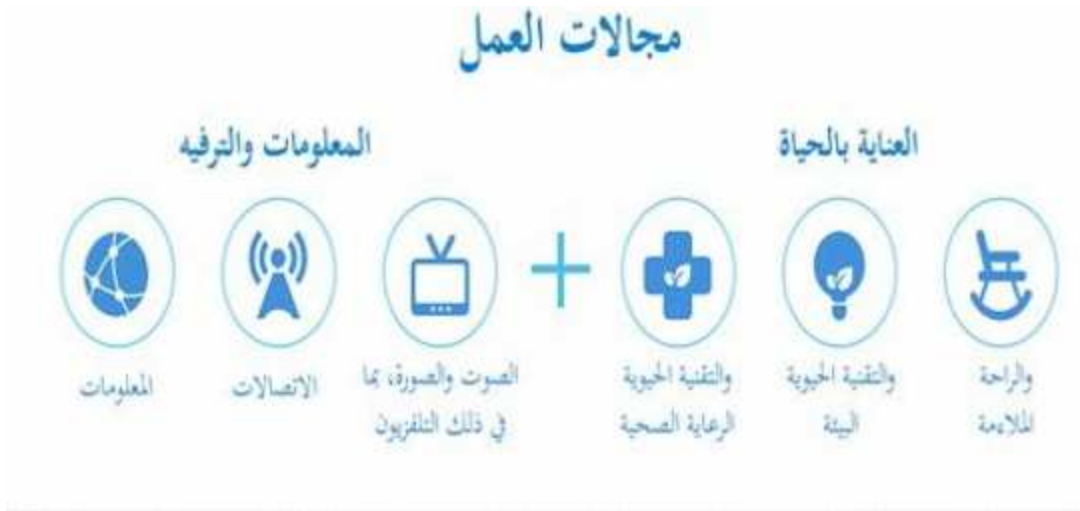 مجالات العمل
العناية بالحياة
والراحة
الملاءمة
والتقنية الحيوية
البيئة
والتقنية الحيوية
الرعاية الصحية
المعلومات والترفيه
الصوت والصورة، بما
في ذلك التلفزيون
الاتصالات
المعلومات